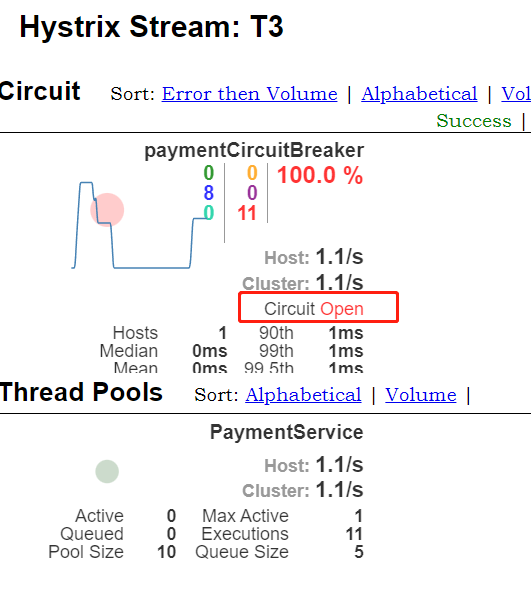 Hystrix Stream: T3
Circuit Sort: Error then Volume | Alphabetical | Vol
Success |
paymentCircuitBreaker
0 0 100.0 %
8 0
0 11
Host: 1.1/s
Cluster: 1.1/s
Circuit Open
Hosts 1 90th 1ms
Median 0ms 99th 1ms
Mean 0ms 99.5th 1ms
Thread Pools Sort: Alphabetical | Volume |
PaymentService
Host: 1.1/s
Cluster: 1.1/s
Active 0 Max Active 1
Queued 0 Executions 11
Pool Size 10 Queue Size 5